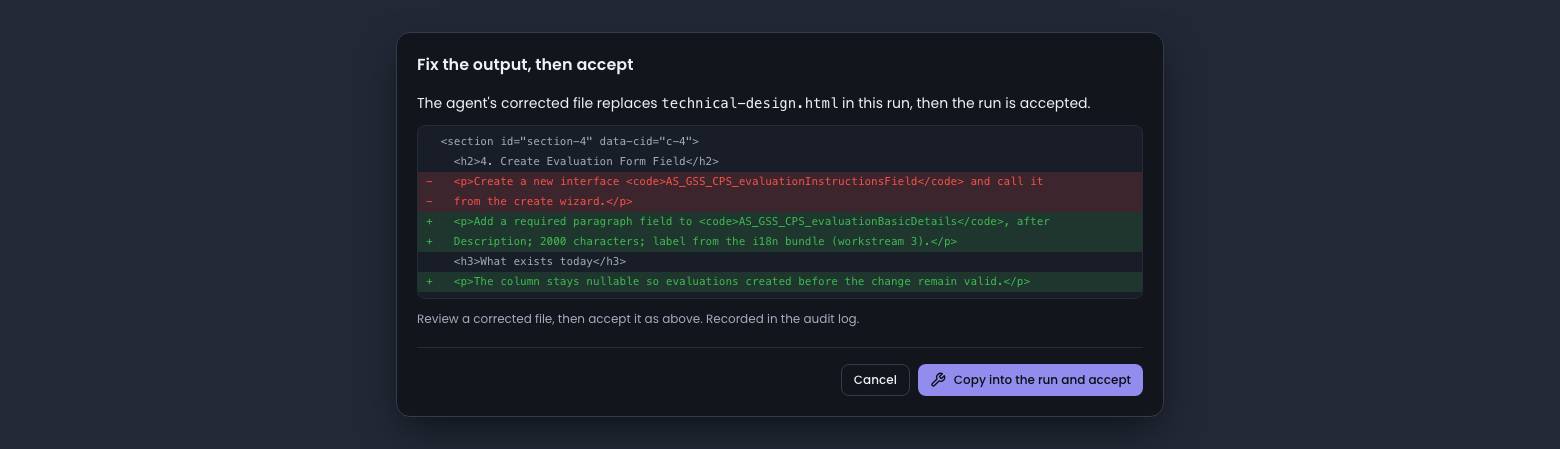 Fix the output, then accept
The agent's corrected file replaces technical-design.html in this run, then the run is accepted.
<section id="section-4" data-cid="c-4">
<h2>4. Create Evaluation Form Field</h2>
- <p>Create a new interface <code>AS_GSS_CPS_evaluationInstructionsField</code> and call it
- from the create wizard.</p>
+ <p>Add a required paragraph field to <code>AS_GSS_CPS_evaluationBasicDetails</code>, after
+ Description; 2000 characters; label from the i18n bundle (workstream 3).</p>
<h3>What exists today</h3>
+ <p>The column stays nullable so evaluations created before the change remain valid.</p>
Review a corrected file, then accept it as above. Recorded in the audit log.
Cancel
Copy into the run and accept